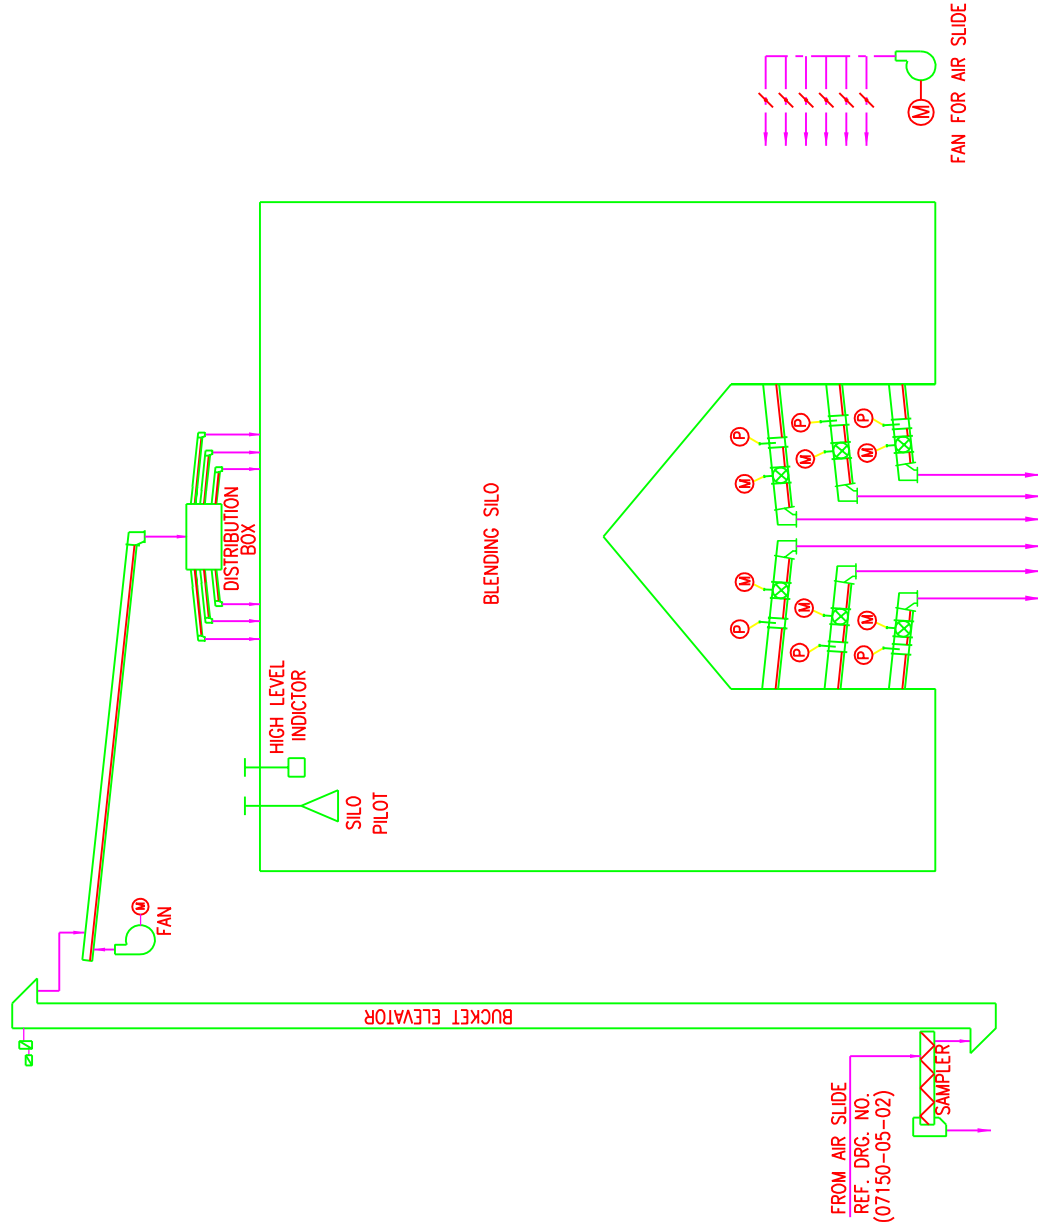 FAN FOR AIR SLIDE
M
DISTRIBUTION
BOX
BLENDING SILO
P
P
P
M
M
M
M
M
M
P
P
P
HIGH LEVEL
INDICTOR
SILO
PILOT
M
FAN
BUCKET ELEVATOR
SAMPLER
FROM AIR SLIDE
REF. DRG. NO.
(07150-05-02)